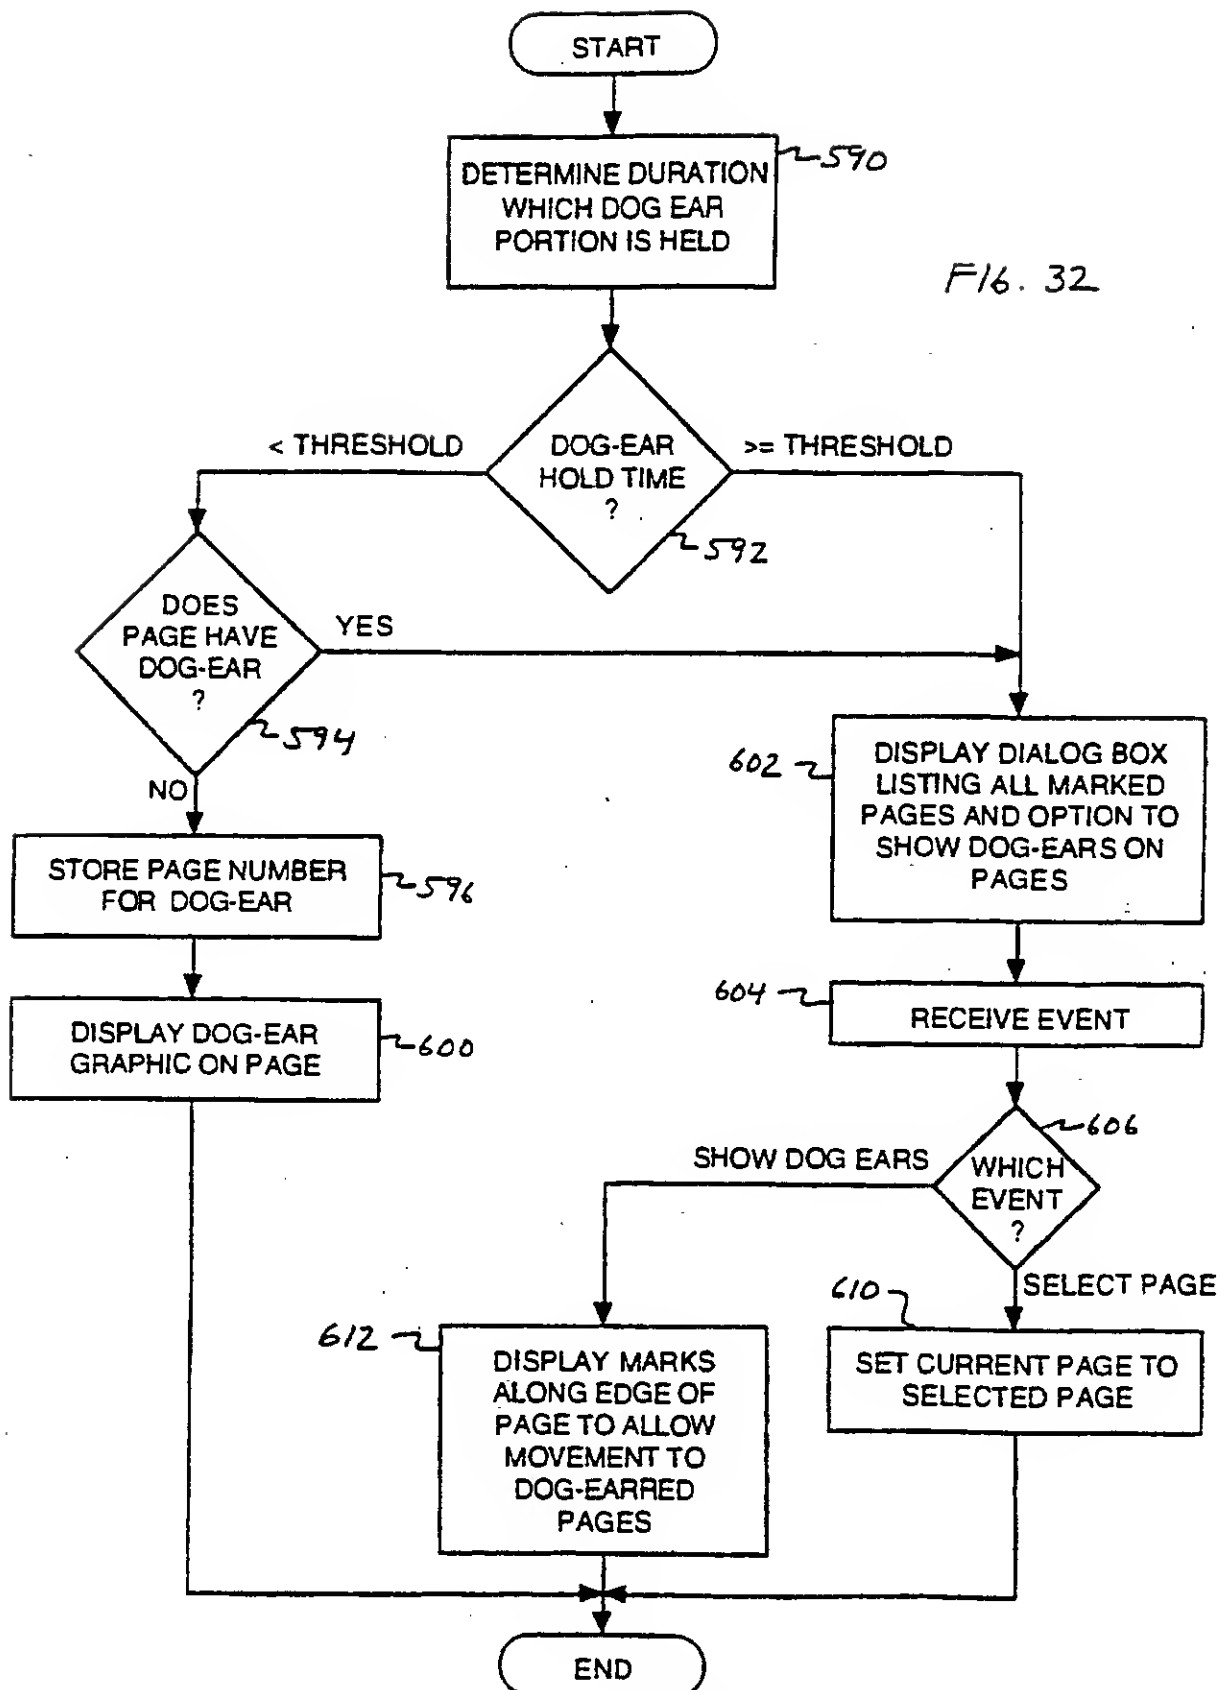 START
DETERMINE DURATION
WHICH DOG EAR
PORTION IS HELD
590
FIG. 32
< THRESHOLD
DOG-EAR
HOLD TIME
?
>= THRESHOLD
592
DOES
PAGE HAVE
DOG-EAR
?
YES
594
NO
STORE PAGE NUMBER
FOR DOG-EAR
596
DISPLAY DOG-EAR
GRAPHIC ON PAGE
600
602
DISPLAY DIALOG BOX
LISTING ALL MARKED
PAGES AND OPTION TO
SHOW DOG-EARS ON
PAGES
604
RECEIVE EVENT
606
SHOW DOG EARS
WHICH
EVENT
?
SELECT PAGE
610
SET CURRENT PAGE TO
SELECTED PAGE
612
DISPLAY MARKS
ALONG EDGE OF
PAGE TO ALLOW
MOVEMENT TO
DOG-EARRED
PAGES
END